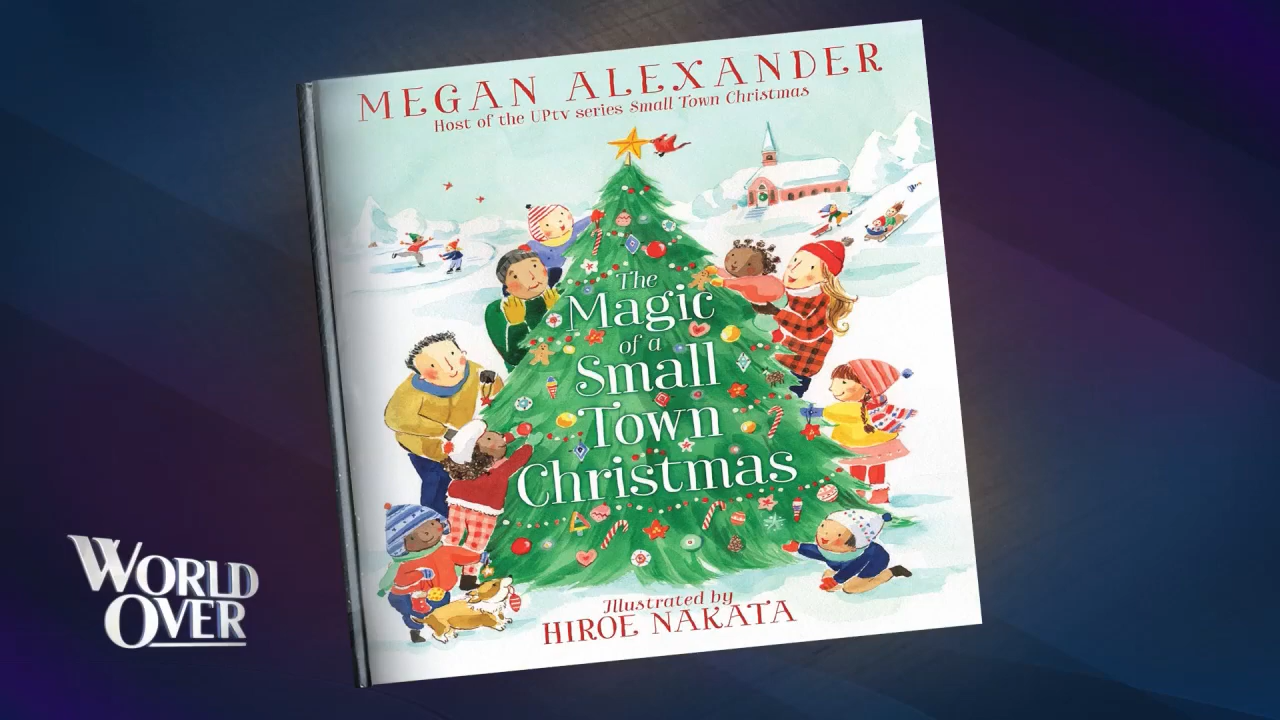 MEGAN ALEXANDER
Host of the UPtv series Small Town Christmas
The
Magic
of a
Small
Town
Christmas
Illustrated by
HIROE NAKATA
WORLD
OVER